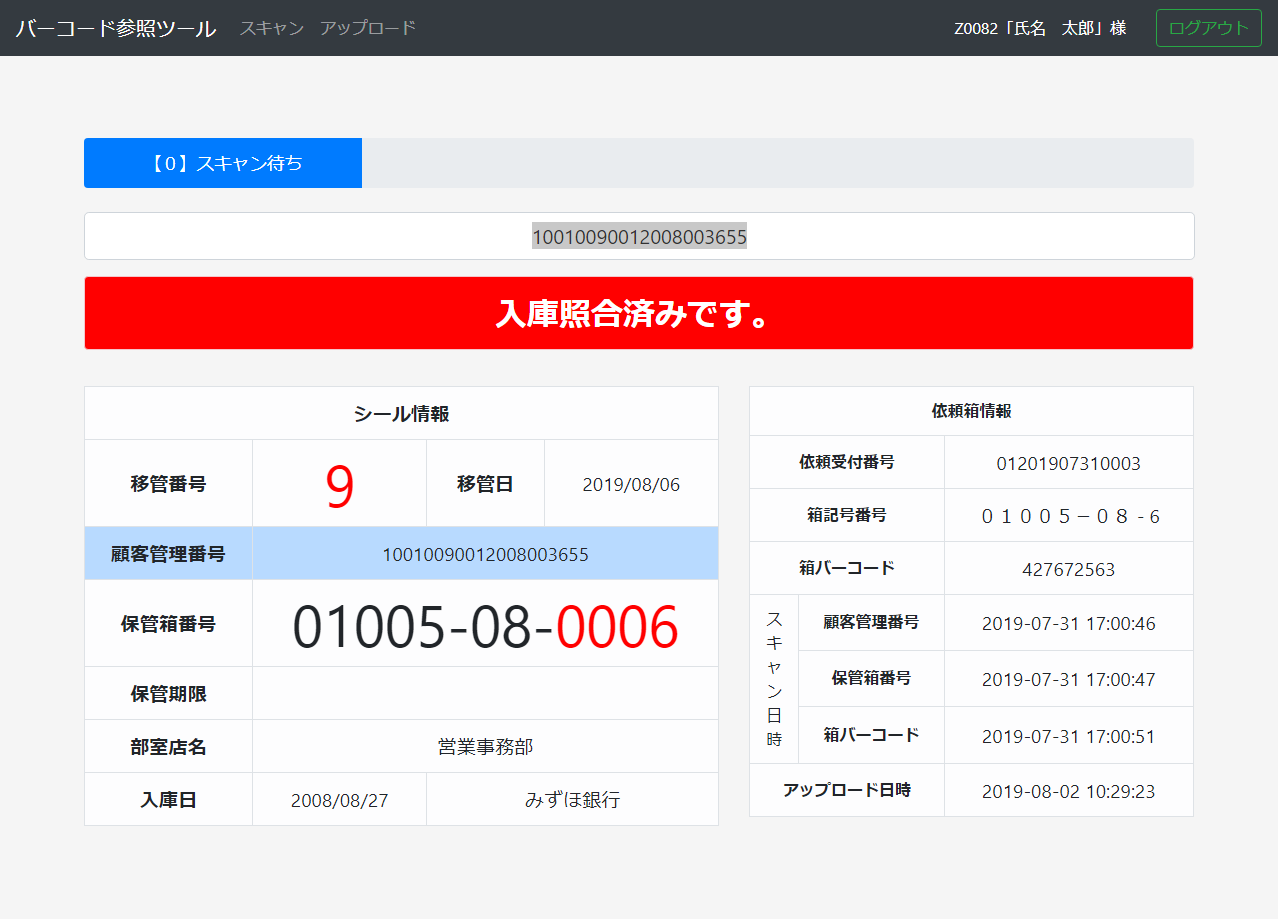 バーコード参照ツール スキャン アップロード Z0082「氏名　太郎」様 ログアウト
【0】スキャン待ち
10010090012008003655
入庫照合済みです。
シール情報
移管番号 9 移管日 2019/08/06
顧客管理番号 10010090012008003655
保管箱番号 01005-08-0006
保管期限
部室店名 営業事務部
入庫日 2008/08/27 みずほ銀行
依頼箱情報
依頼受付番号 01201907310003
箱記号番号 ０１００５－０８-6
箱バーコード 427672563
スキャン日時
顧客管理番号 2019-07-31 17:00:46
保管箱番号 2019-07-31 17:00:47
箱バーコード 2019-07-31 17:00:51
アップロード日時 2019-08-02 10:29:23